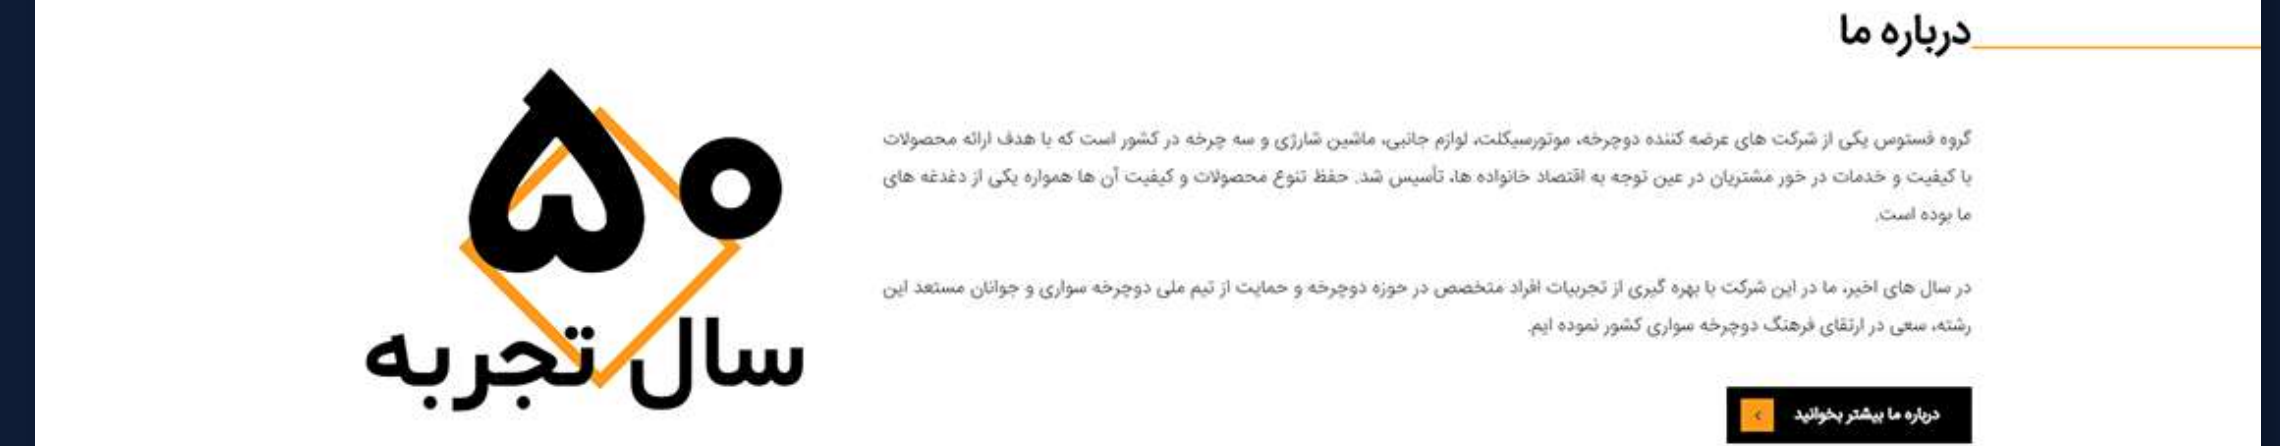 درباره ما
گروه فستوس یکی از شرکت های عرضه کننده دوچرخه، موتورسیکلت، لوازم جانبی، ماشین شارژی و سه چرخه در کشور است که با هدف ارائه محصولات
با کیفیت و خدمات در خور مشتریان در عین توجه به اقتصاد خانواده ها، تأسیس شد. حفظ تنوع محصولات و کیفیت آن ها همواره یکی از دغدغه های
ما بوده است.
در سال های اخیر، ما در این شرکت با بهره گیری از تجربیات افراد متخصص در حوزه دوچرخه و حمایت از تیم ملی دوچرخه سواری و جوانان مستعد این
رشته، سعی در ارتقای فرهنگ دوچرخه سواری کشور نموده ایم.
درباره ما بیشتر بخوانید
۵۰
سال تجربه